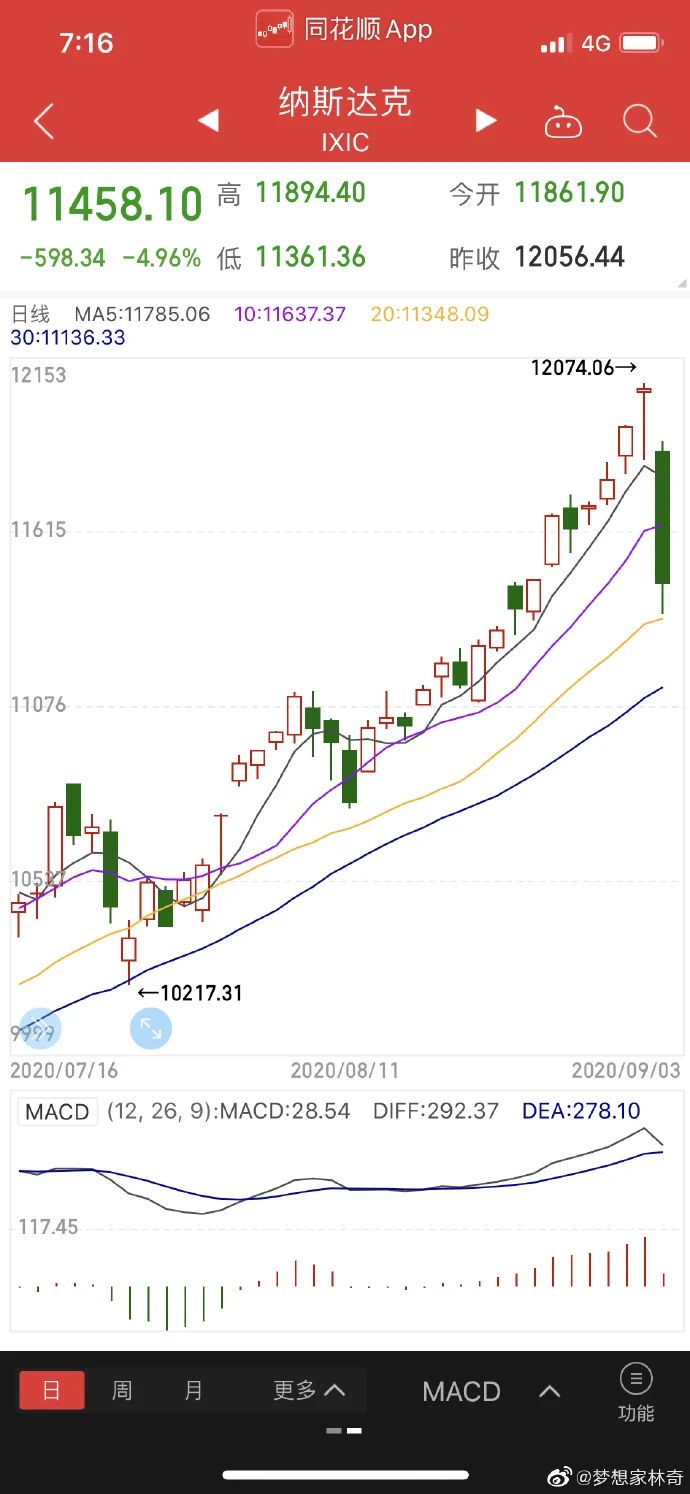 7:16
同花顺App
4G
纳斯达克
IXIC
11458.10
高 11894.40
今开 11861.90
-598.34 -4.96%
低 11361.36
昨收 12056.44
日线 MA5:11785.06 10:11637.37 20:11348.09
30:11136.33
12153
12074.06→
11615
11076
10537
←10217.31
9999
2020/07/16 2020/08/11 2020/09/03
MACD (12, 26, 9):MACD:28.54 DIFF:292.37 DEA:278.10
117.45
日 周 月 更多 MACD 功能
@梦想家林奇